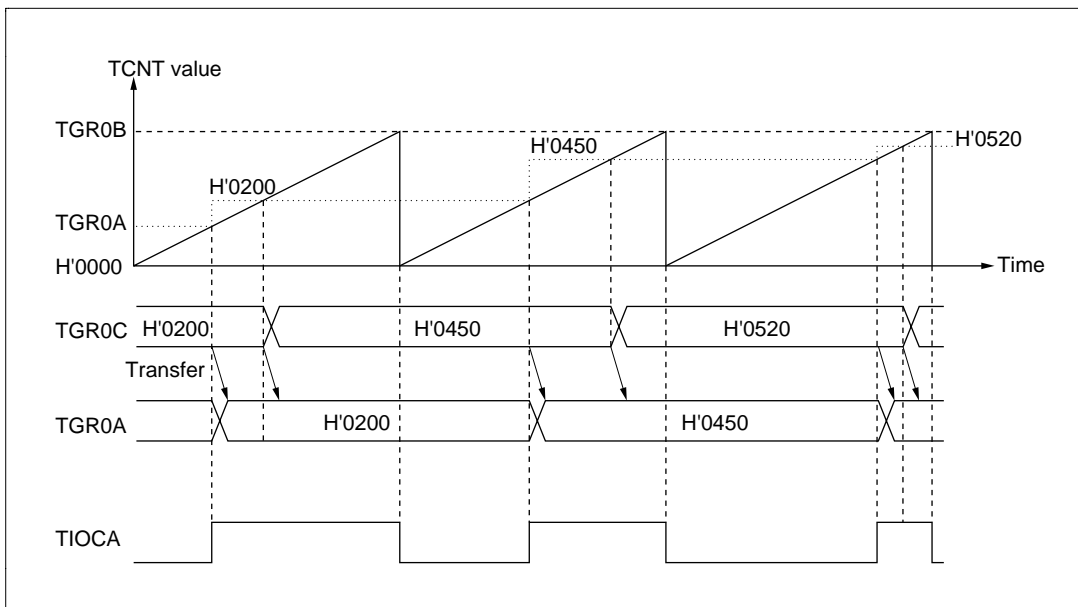 TCNT value
TGR0B
H'0520
H'0450
H'0200
TGR0A
H'0000
Time
TGR0C
H'0200
H'0450
H'0520
Transfer
TGR0A
H'0200
H'0450
TIOCA